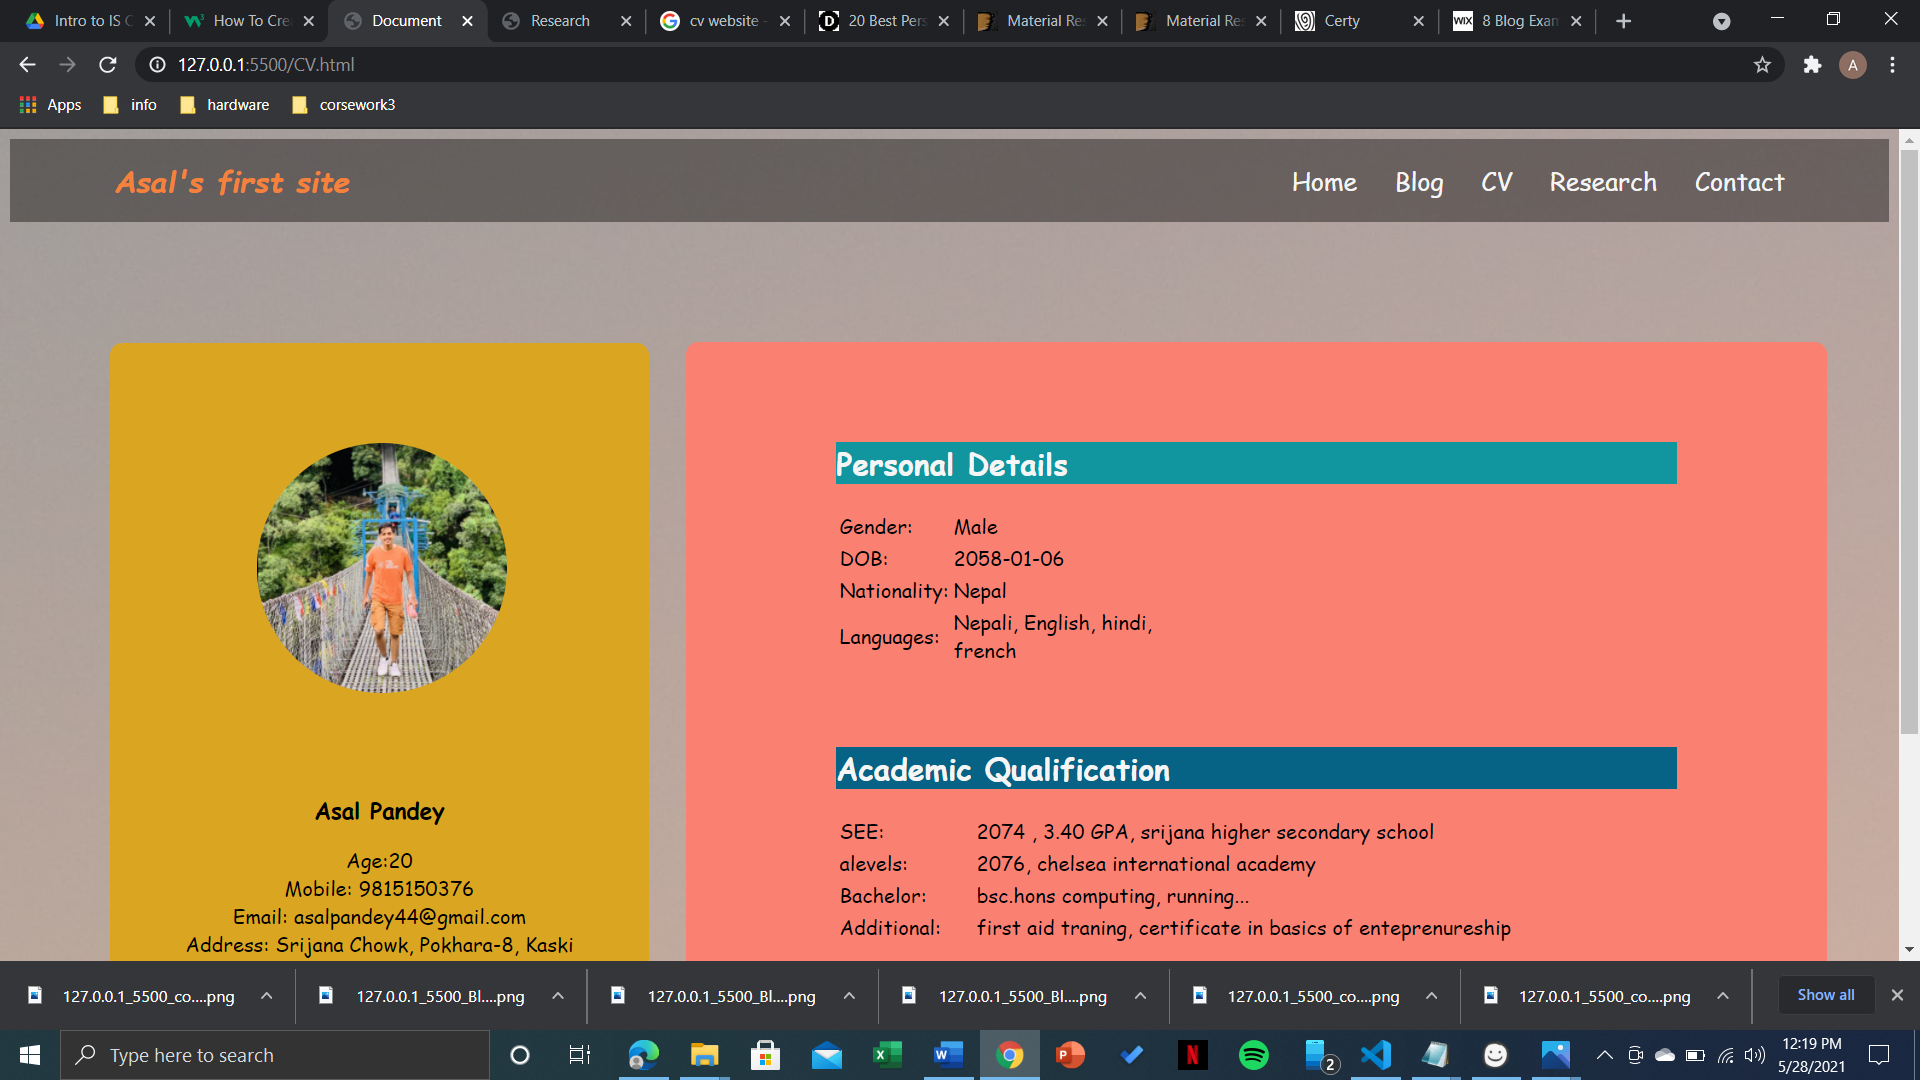 Intro to IS C
How To Cre
Document
Research
cv website -
20 Best Pers
Material Re
Material Re
Certy
WIX 8 Blog Exam
127.0.0.1:5500/CV.html
A
Apps
info
hardware
corsework3
Asal's first site
Home
Blog
CV
Research
Contact
Asal Pandey
Age:20
Mobile: 9815150376
Email: asalpandey44@gmail.com
Address: Srijana Chowk, Pokhara-8, Kaski
Personal Details
Gender: Male
DOB: 2058-01-06
Nationality: Nepal
Languages: Nepali, English, hindi,
french
Academic Qualification
SEE: 2074 , 3.40 GPA, srijana higher secondary school
alevels: 2076, chelsea international academy
Bachelor: bsc.hons computing, running...
Additional: first aid traning, certificate in basics of enteprenureship
127.0.0.1_5500_co....png
127.0.0.1_5500_Bl....png
127.0.0.1_5500_Bl....png
127.0.0.1_5500_Bl....png
127.0.0.1_5500_co....png
127.0.0.1_5500_co....png
Show all
Type here to search
2
12:19 PM
5/28/2021